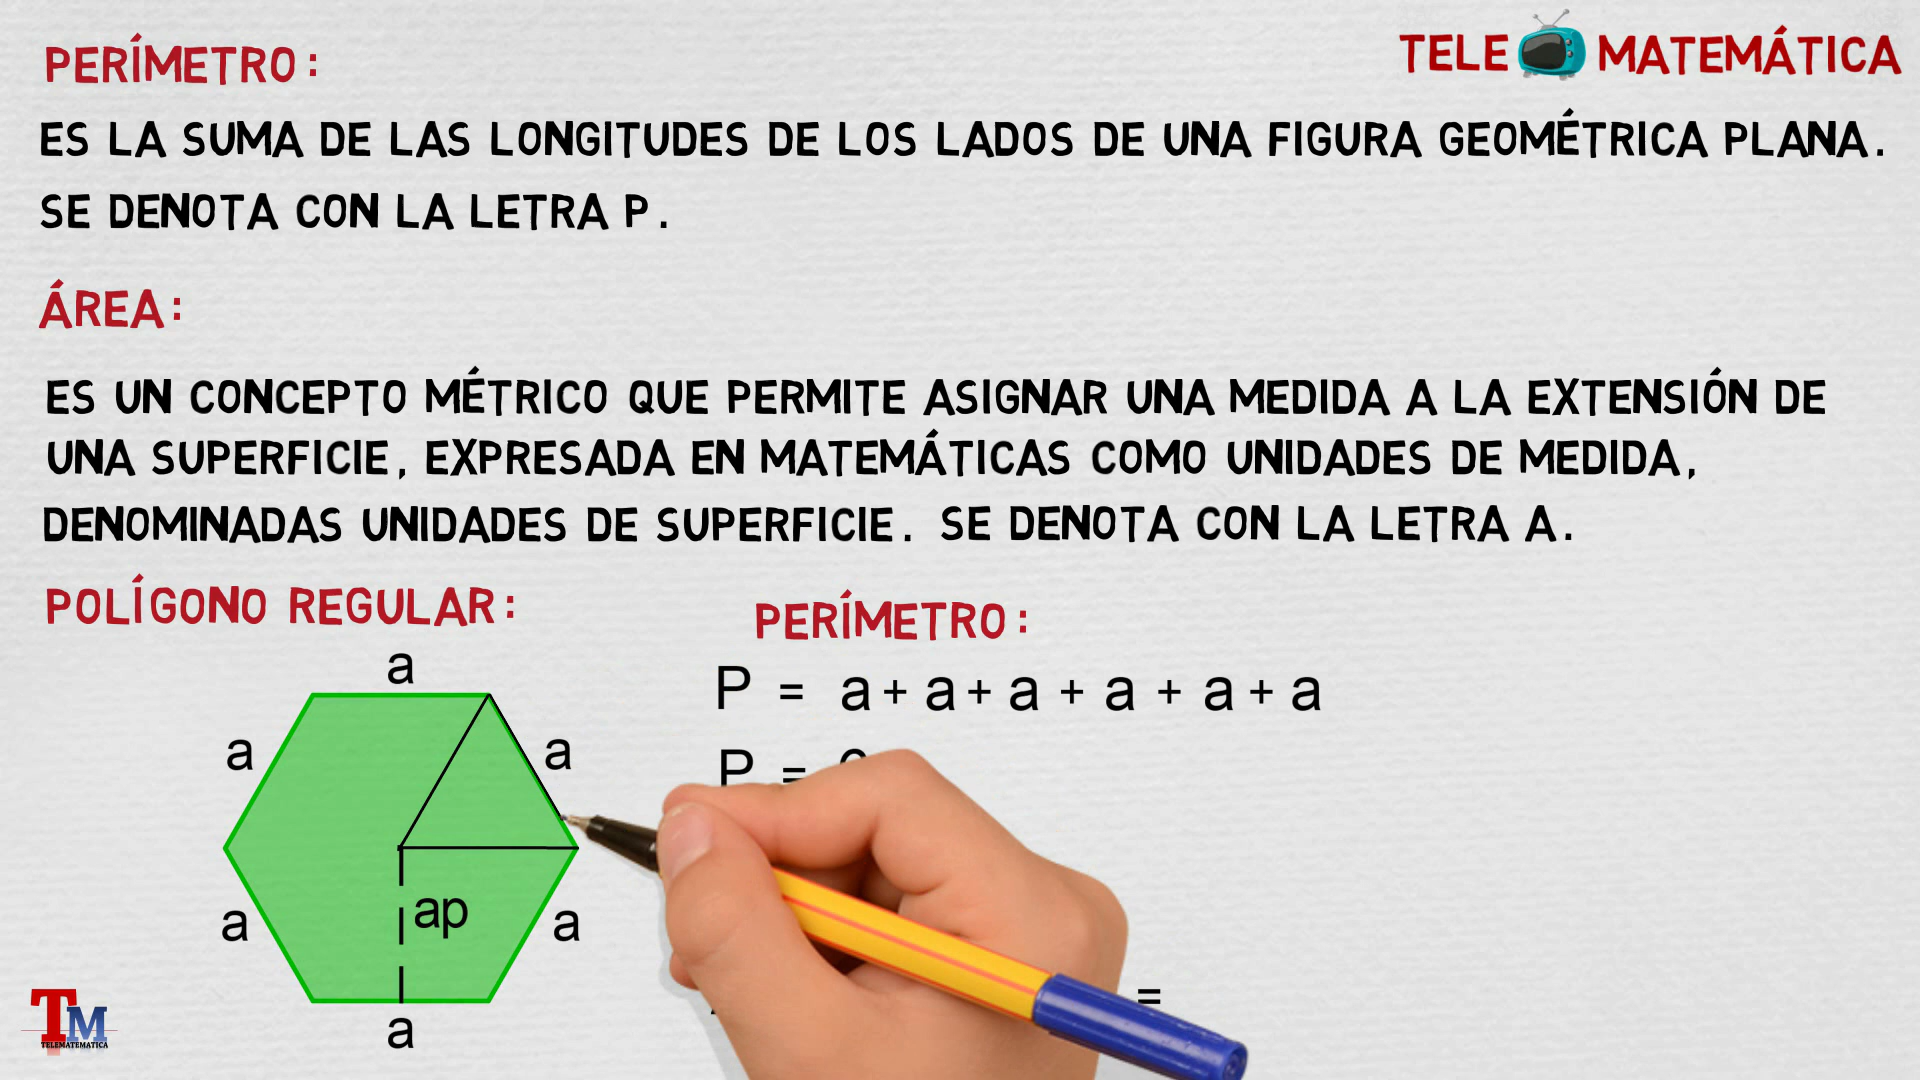 PERÍMETRO:
TELE MATEMÁTICA
ES LA SUMA DE LAS LONGITUDES DE LOS LADOS DE UNA FIGURA GEOMÉTRICA PLANA.
SE DENOTA CON LA LETRA P.
ÁREA:
ES UN CONCEPTO MÉTRICO QUE PERMITE ASIGNAR UNA MEDIDA A LA EXTENSIÓN DE
UNA SUPERFICIE, EXPRESADA EN MATEMÁTICAS COMO UNIDADES DE MEDIDA,
DENOMINADAS UNIDADES DE SUPERFICIE. SE DENOTA CON LA LETRA A.
POLÍGONO REGULAR:
a
a
a
a
a
a
ap
PERÍMETRO:
P = a + a + a + a + a + a
P =
=
TM
TELEMATEMATICA